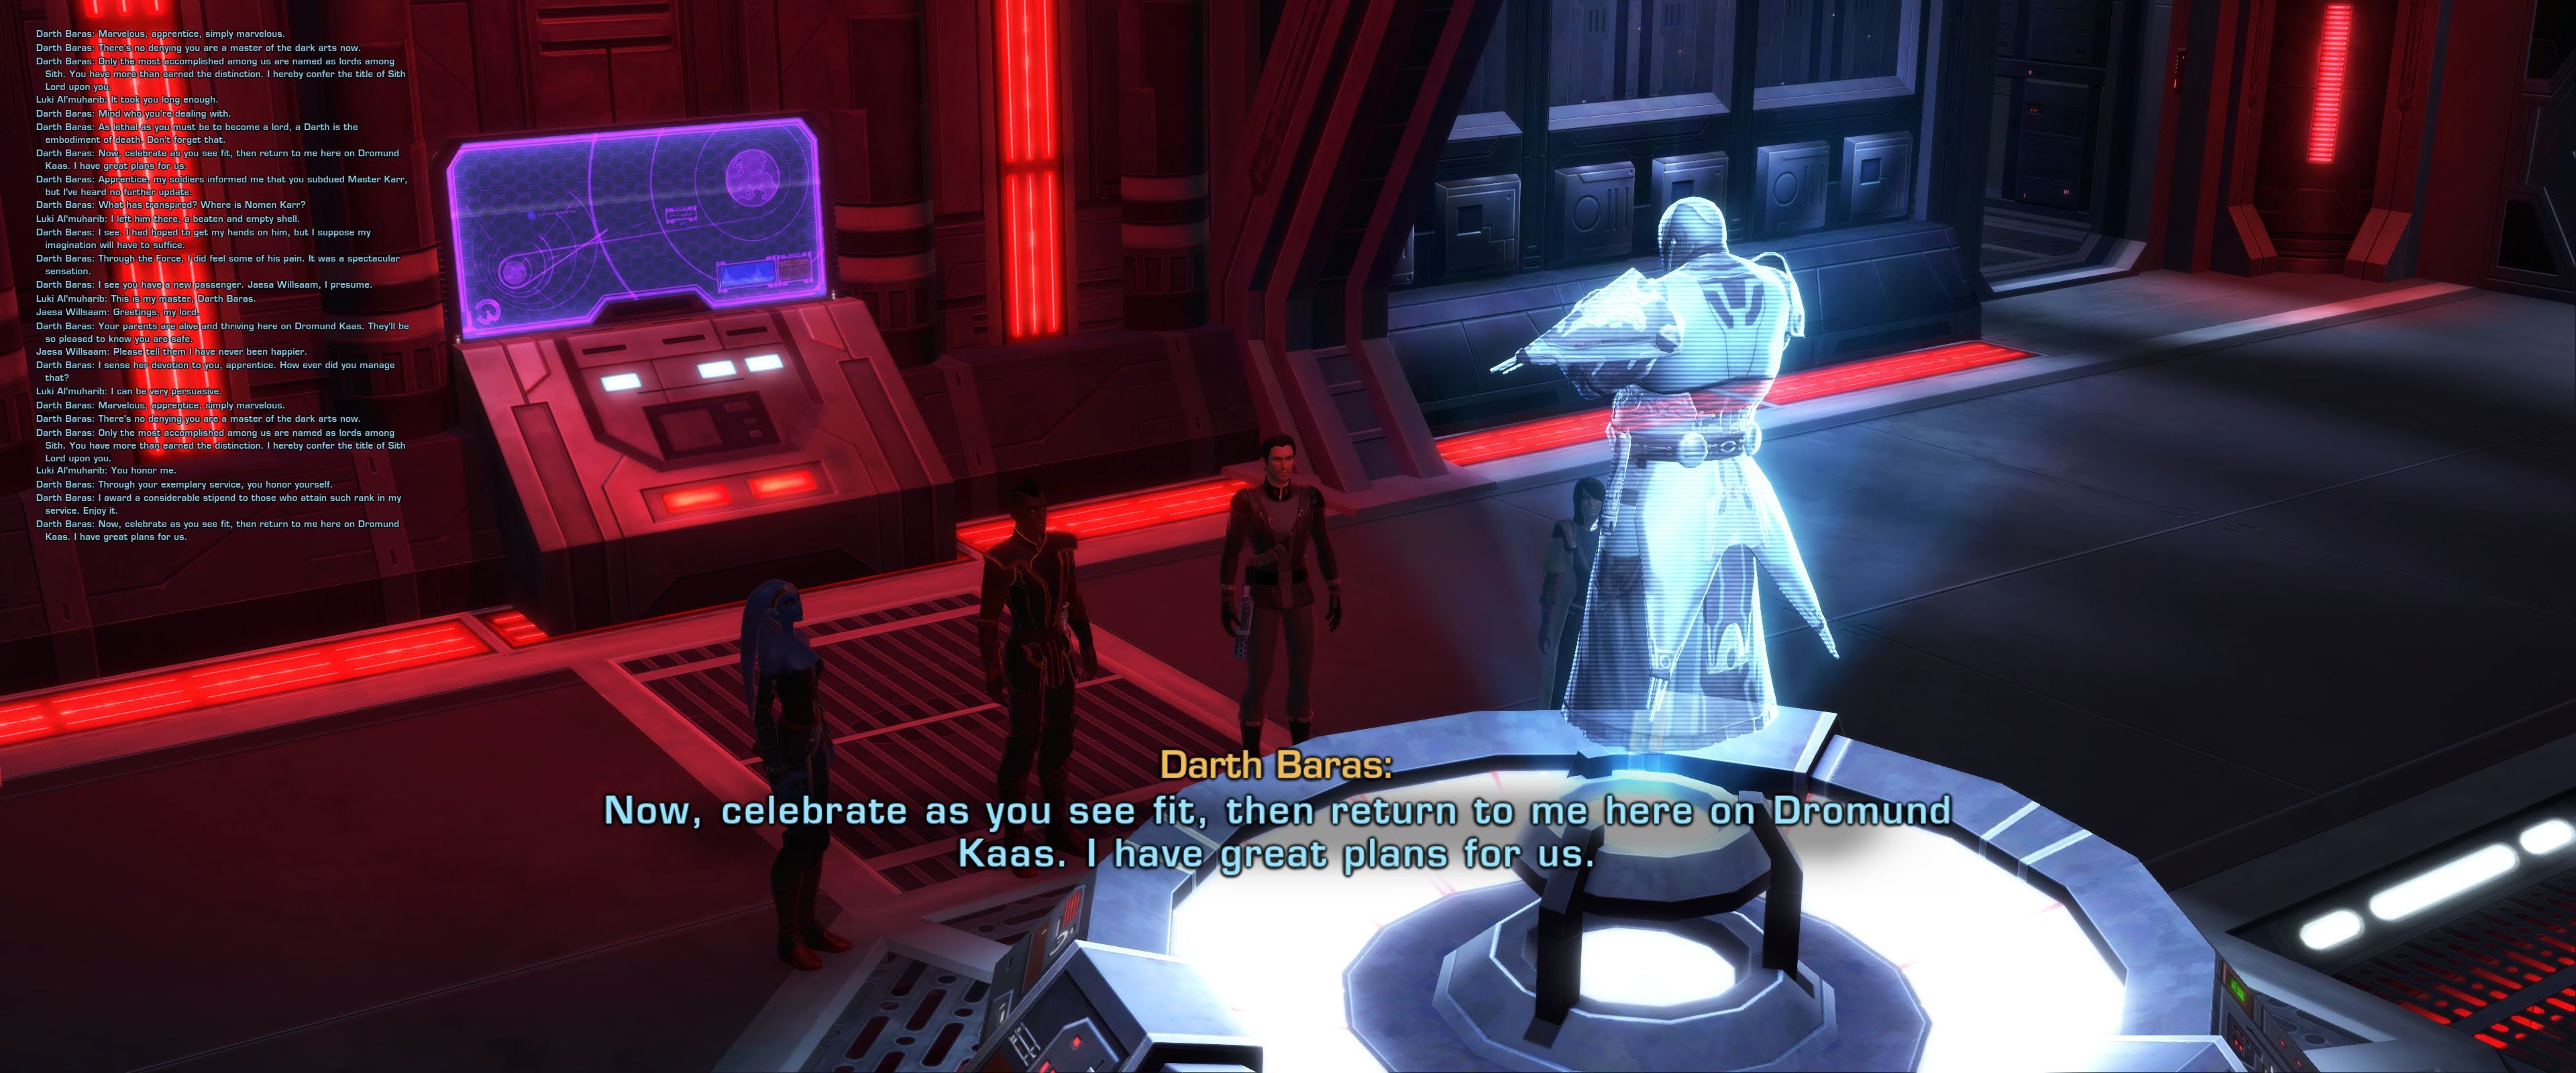 Darth Baras: Marvelous, apprentice, simply marvelous.
Darth Baras: There's no denying you are a master of the dark arts now.
Darth Baras: Only the most accomplished among us are named as lords among
Sith. You have more than earned the distinction. I hereby confer the title of Sith
Lord upon you.
Luki Al'muharib: It took you long enough.
Darth Baras: Mind who you're dealing with.
Darth Baras: As lethal as you must be to become a lord, a Darth is the
embodiment of death. Don't forget that.
Darth Baras: Now, celebrate as you see fit, then return to me here on Dromund
Kaas. I have great plans for us.
Darth Baras: Apprentice, my soldiers informed me that you subdued Master Karr,
but I've heard no further update.
Darth Baras: What has transpired? Where is Nomen Karr?
Luki Al'muharib: I left him there, a beaten and empty shell.
Darth Baras: I see. I had hoped to get my hands on him, but I suppose my
imagination will have to suffice.
Darth Baras: Through the Force, I did feel some of his pain. It was a spectacular
sensation.
Darth Baras: I see you have a new passenger. Jaesa Willsaam, I presume.
Luki Al'muharib: This is my master, Darth Baras.
Jaesa Willsaam: Greetings, my lord.
Darth Baras: Your parents are alive and thriving here on Dromund Kaas. They'll be
so pleased to know you are safe.
Jaesa Willsaam: Please tell them I have never been happier.
Darth Baras: I sense her devotion to you, apprentice. How ever did you manage
that?
Luki Al'muharib: I can be very persuasive.
Darth Baras: Marvelous, apprentice, simply marvelous.
Darth Baras: There's no denying you are a master of the dark arts now.
Darth Baras: Only the most accomplished among us are named as lords among
Sith. You have more than earned the distinction. I hereby confer the title of Sith
Lord upon you.
Luki Al'muharib: You honor me.
Darth Baras: Through your exemplary service, you honor yourself.
Darth Baras: I award a considerable stipend to those who attain such rank in my
service. Enjoy it.
Darth Baras: Now, celebrate as you see fit, then return to me here on Dromund
Kaas. I have great plans for us.
Darth Baras:
Now, celebrate as you see fit, then return to me here on Dromund
Kaas. I have great plans for us.